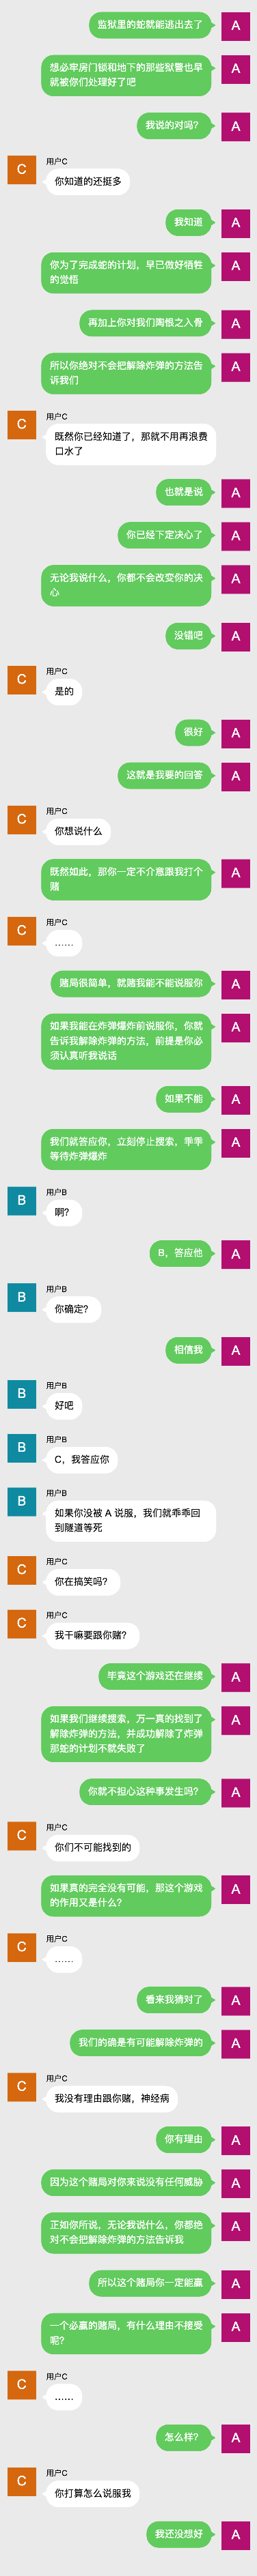 监狱里的蛇就能逃出去了
A
想必牢房门锁和地下的那些狱警也早
就被你们处理好了吧
A
我说的对吗？
A
用户C
C
你知道的还挺多
我知道
A
你为了完成蛇的计划，早已做好牺牲
的觉悟
A
再加上你对我们陶恨之入骨
A
所以你绝对不会把解除炸弹的方法告
诉我们
A
用户C
C
既然你已经知道了，那就不用再浪费
口水了
也就是说
A
你已经下定决心了
A
无论我说什么，你都不会改变你的决
心
A
没错吧
A
用户C
C
是的
很好
A
这就是我要的回答
A
用户C
C
你想说什么
既然如此，那你一定不介意跟我打个
赌
A
用户C
C
……
赌局很简单，就赌我能不能说服你
A
如果我能在炸弹爆炸前说服你，你就
告诉我解除炸弹的方法，前提是你必
须认真听我说话
A
如果不能
A
我们就答应你，立刻停止搜索，乖乖
等待炸弹爆炸
A
用户B
B
啊？
B，答应他
A
用户B
B
你确定？
相信我
A
用户B
B
好吧
用户B
B
C，我答应你
用户B
B
如果你没被 A 说服，我们就乖乖回
到隧道等死
用户C
C
你在搞笑吗？
用户C
C
我干嘛要跟你赌？
毕竟这个游戏还在继续
A
如果我们继续搜索，万一真的找到了
解除炸弹的方法，并成功解除了炸弹
那蛇的计划不就失败了
A
你就不担心这种事发生吗？
A
用户C
C
你们不可能找到的
如果真的完全没有可能，那这个游戏
的作用又是什么？
A
用户C
C
……
看来我猜对了
A
我们的确是有可能解除炸弹的
A
用户C
C
我没有理由跟你赌，神经病
你有理由
A
因为这个赌局对你来说没有任何威胁
A
正如你所说，无论我说什么，你都绝
对不会把解除炸弹的方法告诉我
A
所以这个赌局你一定能赢
A
一个必赢的赌局，有什么理由不接受
呢？
A
用户C
C
……
怎么样？
A
用户C
C
你打算怎么说服我
我还没想好
A